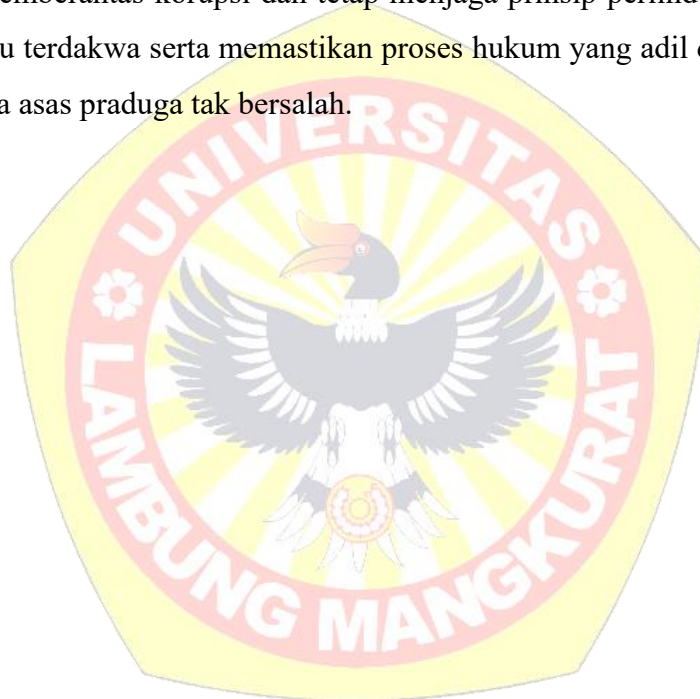 korupsi dan tetap menjaga prinsip
u terdakwa serta memastikan proses hukum yang adil
a asas praduga tak bersalah.
UNIVERSITAS
LAMBUNG MANGKURAT